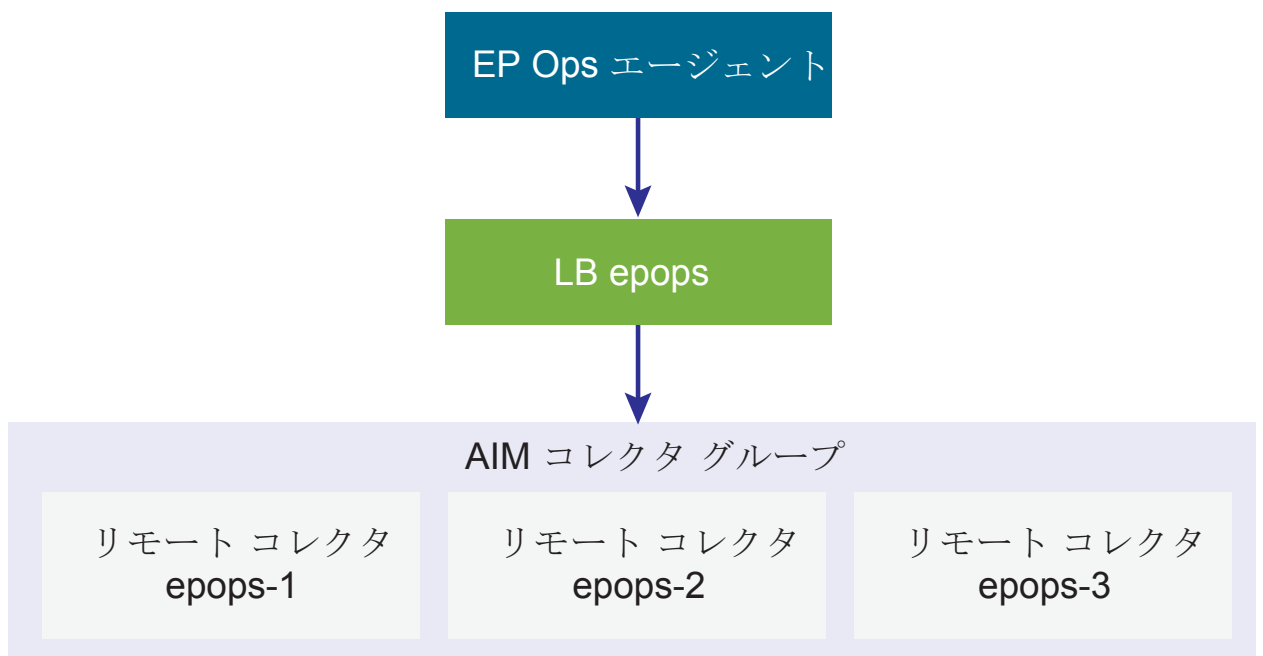 EP Ops エージェント
LB epops
AIM コレクタ グループ
リモート コレクタ
epops-1
リモート コレクタ
epops-2
リモート コレクタ
epops-3